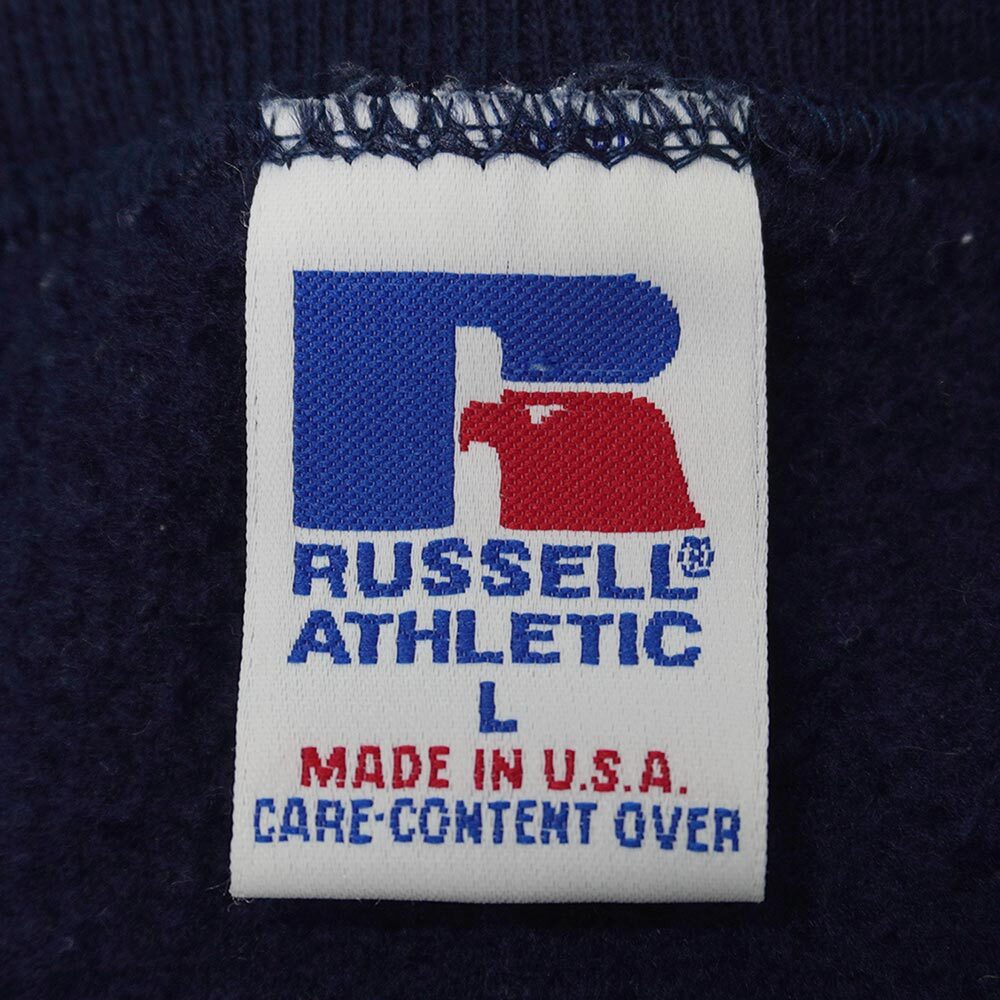 R
RUSSELL®
ATHLETIC
L
MADE IN U.S.A.
CARE-CONTENT OVER